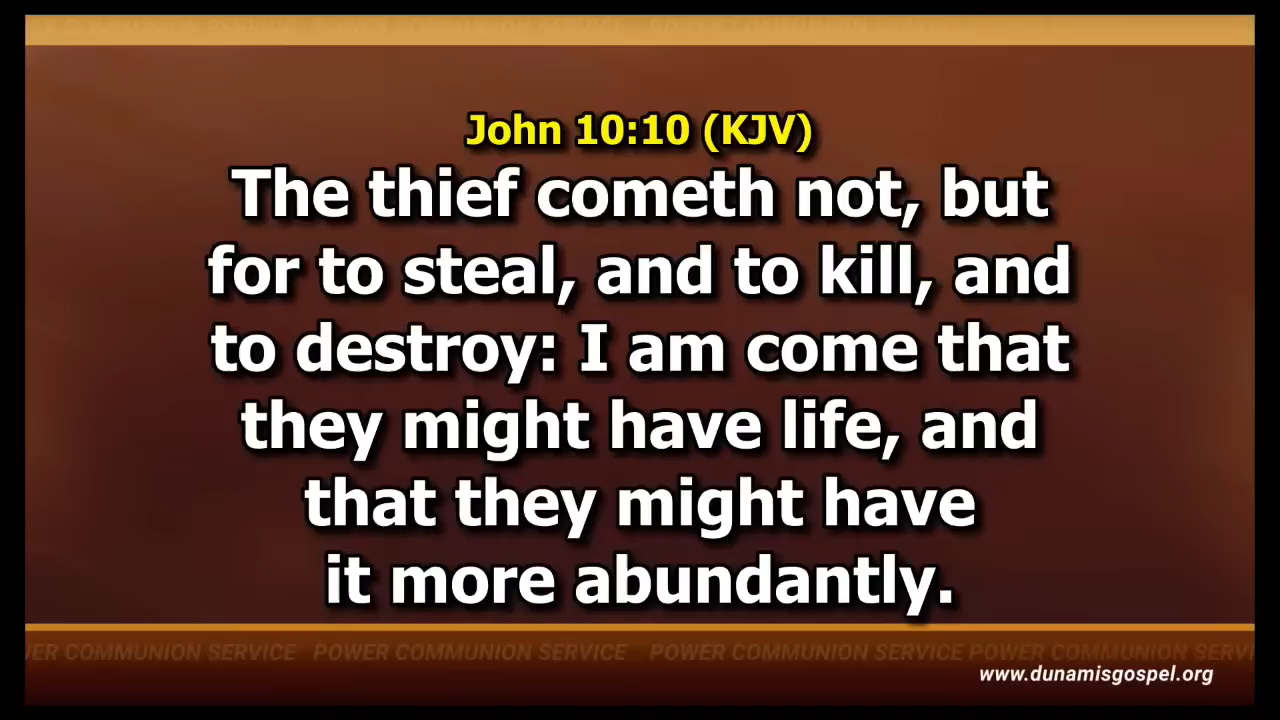 John 10:10 (KJV)
The thief cometh not, but
for to steal, and to kill, and
to destroy: I am come that
they might have life, and
that they might have
it more abundantly.
ER COMMUNION SERVICE POWER COMMUNION SERVICE POWER COMMUNION SERVICE POWER COMMUNION SERVI
www.dunamisgospel.org